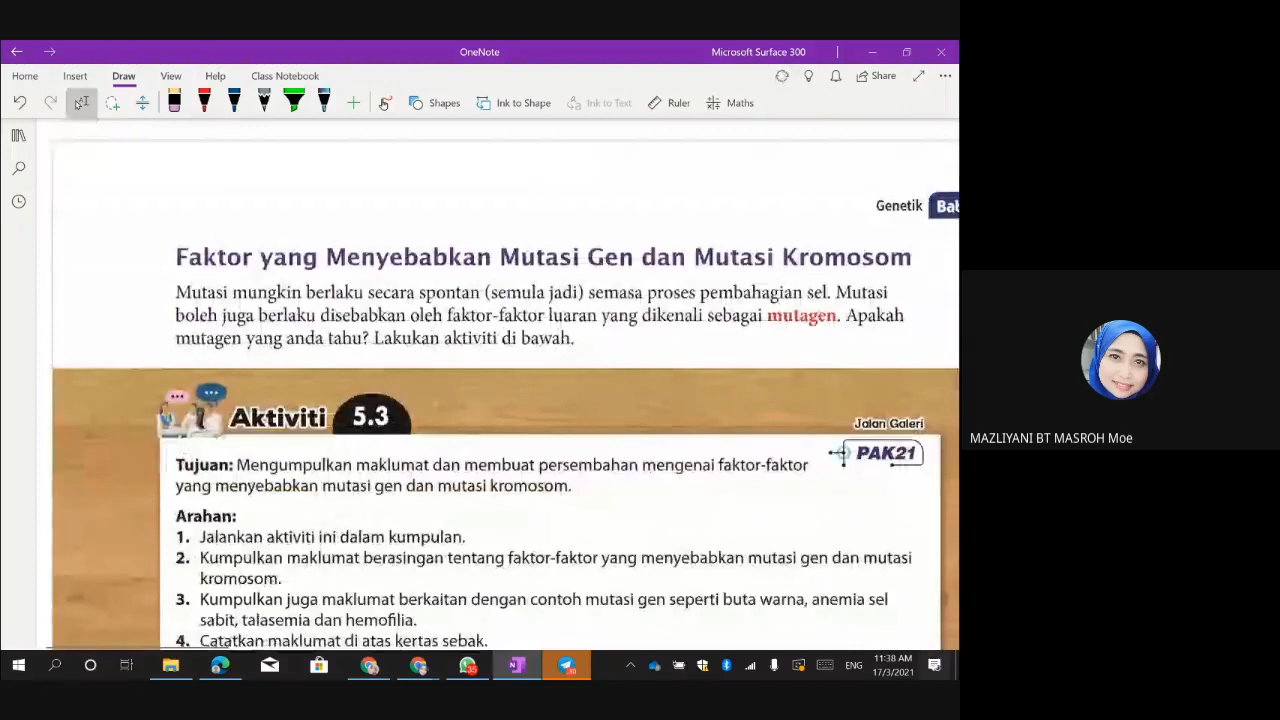 OneNote
Microsoft Surface 300
Home Insert Draw View Help Class Notebook
Share
Shapes Ink to Shape Ink to Text Ruler Maths
Genetik Bab
Faktor yang Menyebabkan Mutasi Gen dan Mutasi Kromosom
Mutasi mungkin berlaku secara spontan (semula jadi) semasa proses pembahagian sel. Mutasi
boleh juga berlaku disebabkan oleh faktor-faktor luaran yang dikenali sebagai mutagen. Apakah
mutagen yang anda tahu? Lakukan aktiviti di bawah.
Aktiviti 5.3
Jalan Galeri
PAK21
Tujuan: Mengumpulkan maklumat dan membuat persembahan mengenai faktor-faktor
yang menyebabkan mutasi gen dan mutasi kromosom.
Arahan:
1. Jalankan aktiviti ini dalam kumpulan.
2. Kumpulkan maklumat berasingan tentang faktor-faktor yang menyebabkan mutasi gen dan mutasi
kromosom.
3. Kumpulkan juga maklumat berkaitan dengan contoh mutasi gen seperti buta warna, anemia sel
sabit, talasemia dan hemofilia.
4. Catatkan maklumat di atas kertas sebak.
MAZLIYANI BT MASROH Moe
ENG
11:38 AM
17/3/2021